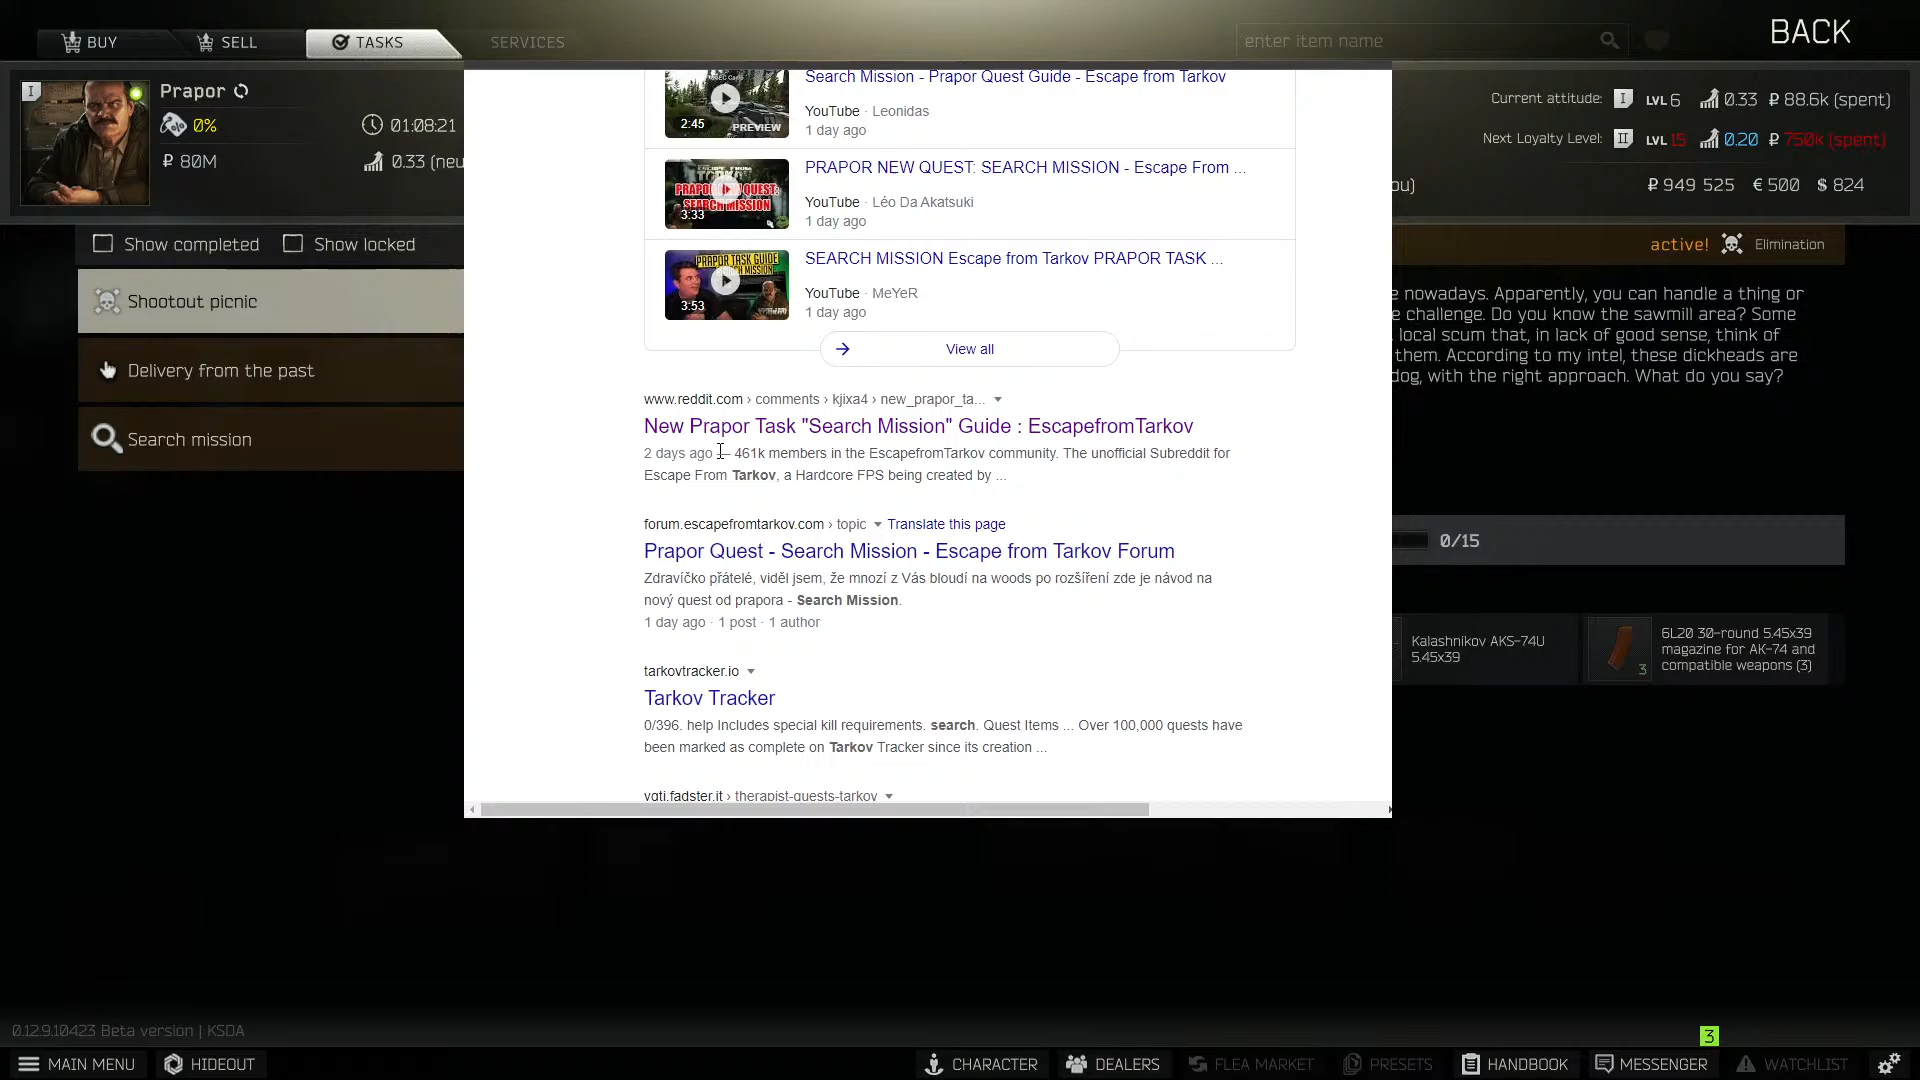 BUY
SELL
TASKS
SERVICES
enter item name
BACK
I
Prapor
0%
01:08:21
₽ 80M
0.33 (neu
Current attitude: I LVL 6 0.33 ₽ 88.6k (spent)
Next Loyalty Level: II LVL 15 0.20 ₽ 750k (spent)
ou)
₽ 949 525 € 500 $ 824
Show completed
Show locked
Shootout picnic
Delivery from the past
Search mission
Search Mission - Prapor Quest Guide - Escape from Tarkov
YouTube · Leonidas
1 day ago
2:45
PREVIEW
PRAPOR NEW QUEST: SEARCH MISSION - Escape From ...
YouTube · Léo Da Akatsuki
1 day ago
SEARCH MISSION
3:33
SEARCH MISSION Escape from Tarkov PRAPOR TASK ...
YouTube · MeYeR
1 day ago
PRAPOR TASK GUIDE
3:53
View all
www.reddit.com › comments › kjixa4 › new_prapor_ta...
New Prapor Task "Search Mission" Guide : EscapefromTarkov
2 days ago — 461k members in the EscapefromTarkov community. The unofficial Subreddit for
Escape From Tarkov, a Hardcore FPS being created by ...
forum.escapefromtarkov.com › topic Translate this page
Prapor Quest - Search Mission - Escape from Tarkov Forum
Zdravíčko přátelé, viděl jsem, že mnozí z Vás bloudí na woods po rozšíření zde je návod na
nový quest od prapora - Search Mission.
1 day ago · 1 post · 1 author
tarkovtracker.io
Tarkov Tracker
0/396. help Includes special kill requirements. search. Quest Items ... Over 100,000 quests have
been marked as complete on Tarkov Tracker since its creation ...
vgti.fadster.it › therapist-quests-tarkov
active!
Elimination
e nowadays. Apparently, you can handle a thing or
e challenge. Do you know the sawmill area? Some
local scum that, in lack of good sense, think of
them. According to my intel, these dickheads are
dog, with the right approach. What do you say?
0/15
Kalashnikov AKS-74U
5.45x39
3
6L20 30-round 5.45x39
magazine for AK-74 and
compatible weapons (3)
0.12.9.10423 Beta version | KSDA
3
MAIN MENU
HIDEOUT
CHARACTER
DEALERS
FLEA MARKET
PRESETS
HANDBOOK
MESSENGER
WATCHLIST